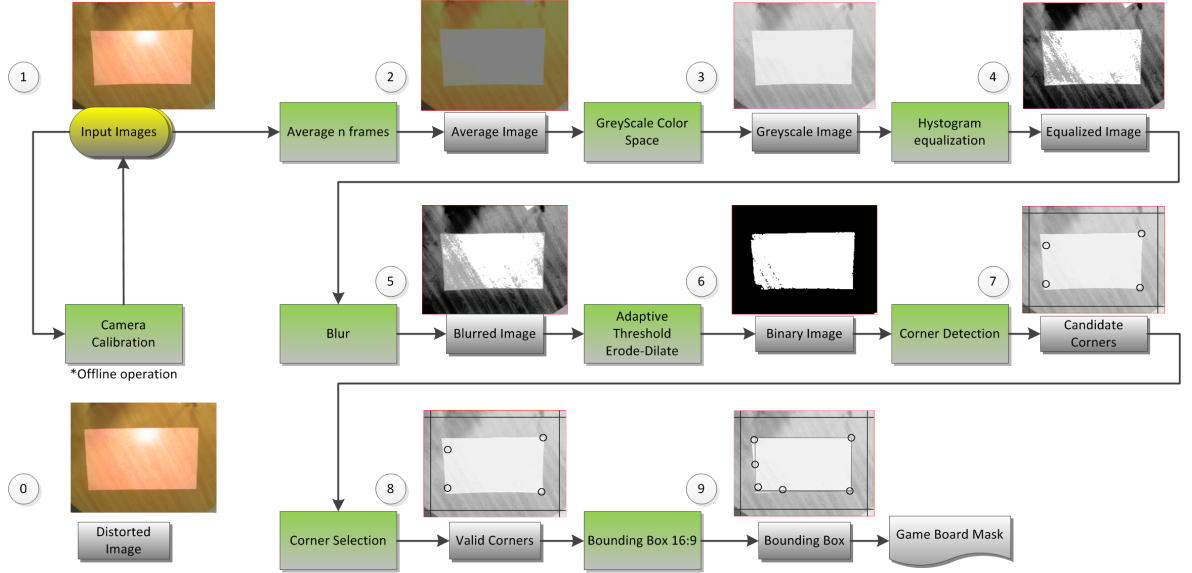 1
2
3
4
Input Images
Average n frames
Average Image
GreyScale Color
Space
Greyscale Image
Hystogram
equalization
Equalized Image
5
6
7
Camera
Calibration
*Offline operation
Blur
Blurred Image
Adaptive
Threshold
Erode-Dilate
Binary Image
Corner Detection
Candidate
Corners
0
8
9
Distorted
Image
Corner Selection
Valid Corners
Bounding Box 16:9
Bounding Box
Game Board Mask